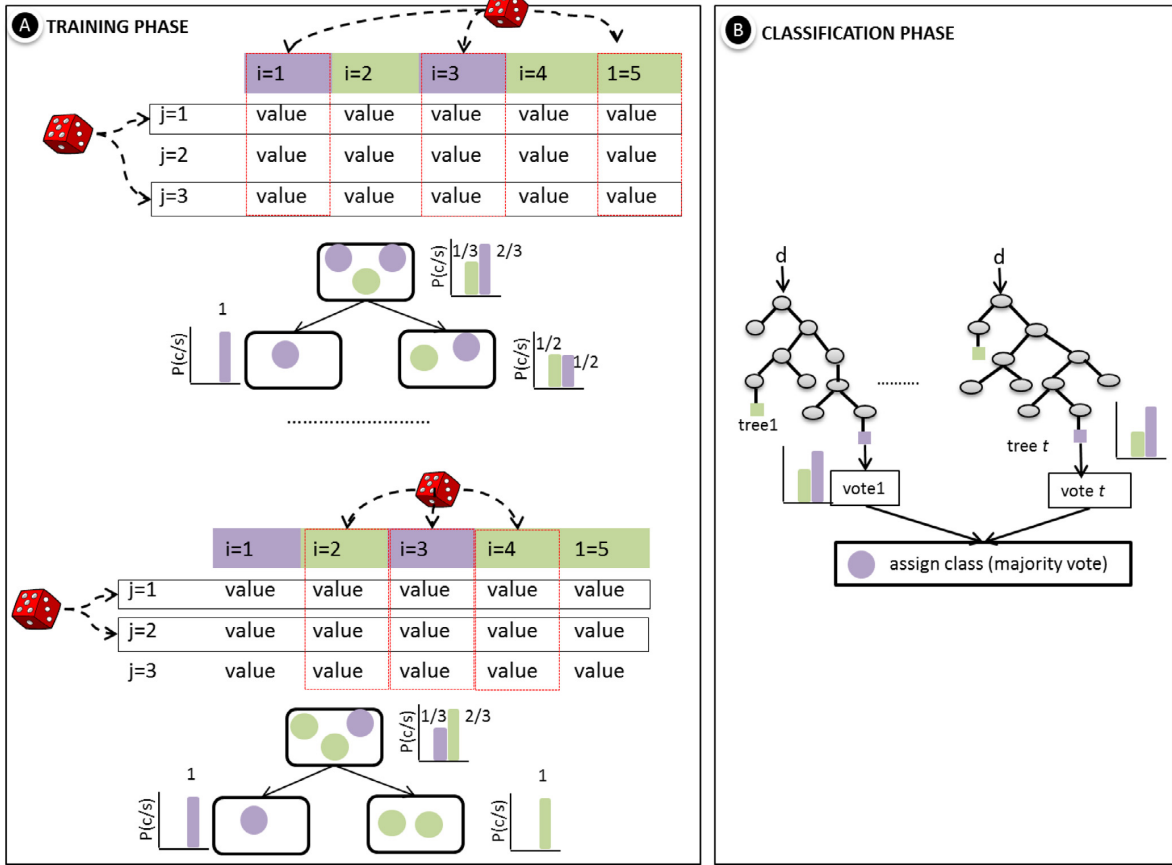 A TRAINING PHASE
i=1 i=2 i=3 i=4 1=5
j=1 value value value value value
j=2 value value value value value
j=3 value value value value value
P(c/s) 1/3 2/3
P(c/s) 1
P(c/s) 1/2 1/2
i=1 i=2 i=3 i=4 1=5
j=1 value value value value value
j=2 value value value value value
j=3 value value value value value
P(c/s) 1/3 2/3
P(c/s) 1
P(c/s) 1
B CLASSIFICATION PHASE
d d
tree1 tree t
vote1 vote t
assign class (majority vote)